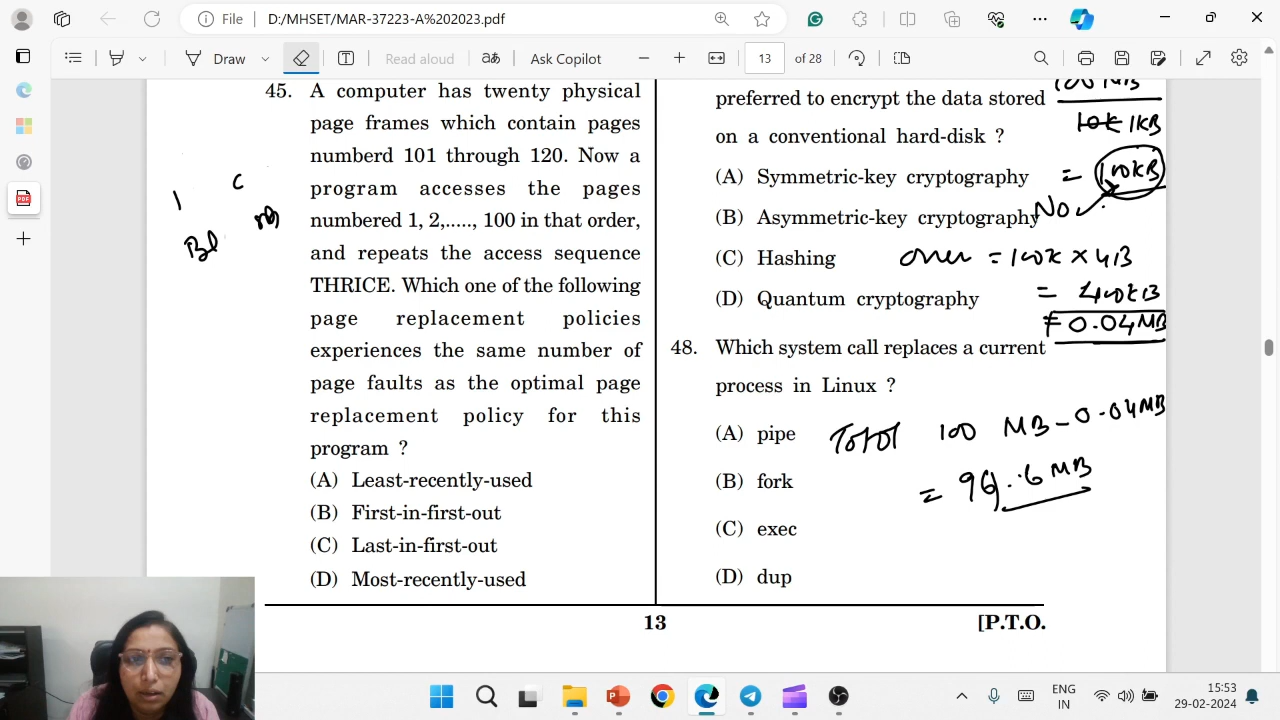 File D:/MHSET/MAR-37223-A%202023.pdf
Draw Read aloud aあ Ask Copilot 13 of 28
45. A computer has twenty physical
page frames which contain pages
numberd 101 through 120. Now a
program accesses the pages
numbered 1, 2,....., 100 in that order,
and repeats the access sequence
THRICE. Which one of the following
page replacement policies
experiences the same number of
page faults as the optimal page
replacement policy for this
program ?
(A) Least-recently-used
(B) First-in-first-out
(C) Last-in-first-out
(D) Most-recently-used
preferred to encrypt the data stored
on a conventional hard-disk ?
(A) Symmetric-key cryptography
(B) Asymmetric-key cryptography
(C) Hashing
(D) Quantum cryptography
48. Which system call replaces a current
process in Linux ?
(A) pipe
(B) fork
(C) exec
(D) dup
1KB
= 100KB
No
= 100K × 4B
= 400KB
= 0.04MB
Total 100 MB - 0.04MB
13
[P.T.O.
ENG
IN
15:53
29-02-2024